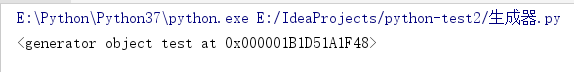 E:\Python\Python37\python.exe E:/IdeaProjects/python-test2/生成器.py
<generator object test at 0x000001B1D51A1F48>